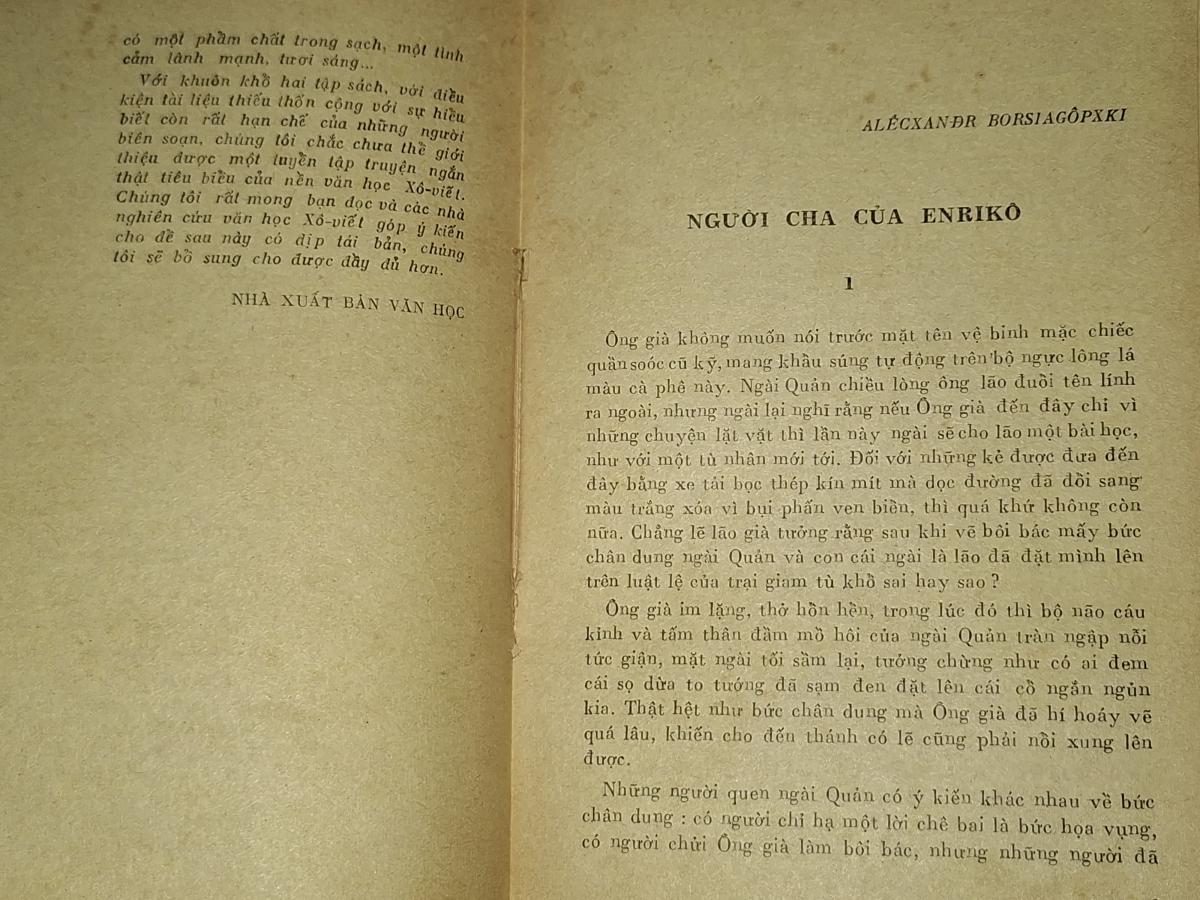 có một phẩm chất trong sạch, một tình
cảm lành mạnh, tươi sáng...
Với khuôn khổ hai tập sách, với điều
kiện tài liệu thiếu thốn cộng với sự hiểu
biết còn rất hạn chế của những người
biên soạn, chúng tôi chắc chưa thể giới
thiệu được một tuyển tập truyện ngắn
thật tiêu biểu của nền văn học Xô-viết.
Chúng tôi rất mong bạn đọc và các nhà
nghiên cứu văn học Xô-viết góp ý kiến
cho để sau này có dịp tái bản, chúng
tôi sẽ bổ sung cho được đầy đủ hơn.
NHÀ XUẤT BẢN VĂN HỌC
ALÉCXANĐR BORSIAGÔPXKI
NGƯỜI CHA CỦA ENRIKÔ
1
Ông già không muốn nói trước mặt tên vệ binh mặc chiếc
quần soóc cũ kỹ, mang khẩu súng tự động trên bộ ngực lông lá
màu cà phê này. Ngài Quản chiều lòng ông lão đuổi tên lính
ra ngoài, nhưng ngài lại nghĩ rằng nếu Ông già đến đây chỉ vì
những chuyện lặt vặt thì lần này ngài sẽ cho lão một bài học,
như với một tù nhân mới tới. Đối với những kẻ được đưa đến
đây bằng xe tải bọc thép kín mít mà dọc đường đã đổi sang
màu trắng xóa vì bụi phấn ven biển, thì quá khứ không còn
nữa. Chẳng lẽ lão già tưởng rằng sau khi vẽ bôi bác mấy bức
chân dung ngài Quản và con cái ngài là lão đã đặt mình lên
trên luật lệ của trại giam tù khổ sai hay sao ?
Ông già im lặng, thở hổn hển, trong lúc đó thì bộ não cáu
kỉnh và tấm thân đầm mồ hôi của ngài Quản tràn ngập nỗi
tức giận, mặt ngài tối sầm lại, tưởng chừng như có ai đem
cái sọ dừa to tướng đã sạm đen đặt lên cái cổ ngắn ngủn
kia. Thật hệt như bức chân dung mà Ông già đã hí hoáy vẽ
quá lâu, khiến cho đến thánh có lẽ cũng phải nổi xung lên
được.
Những người quen ngài Quản có ý kiến khác nhau về bức
chân dung : có người chỉ hạ một lời chê bai là bức họa vụng,
có người chửi Ông già làm bôi bác, nhưng những người đã